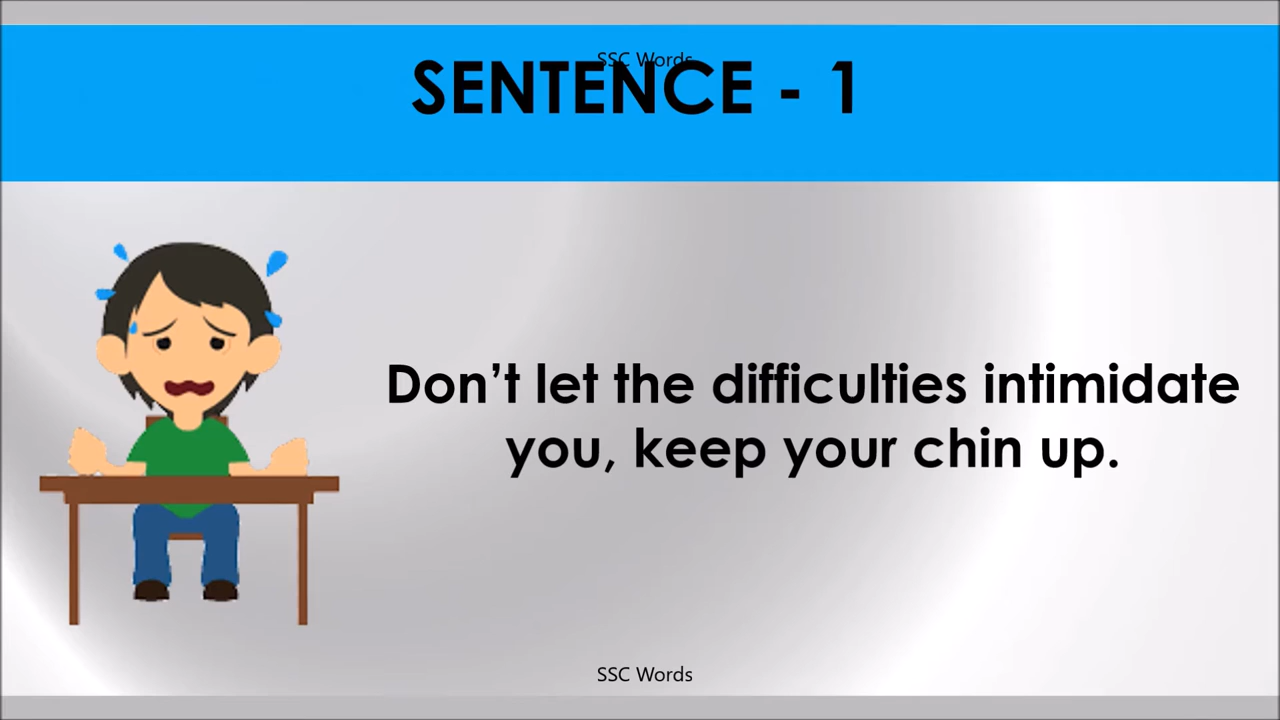 SSC Words
SENTENCE - 1
Don’t let the difficulties intimidate
you, keep your chin up.
SSC Words